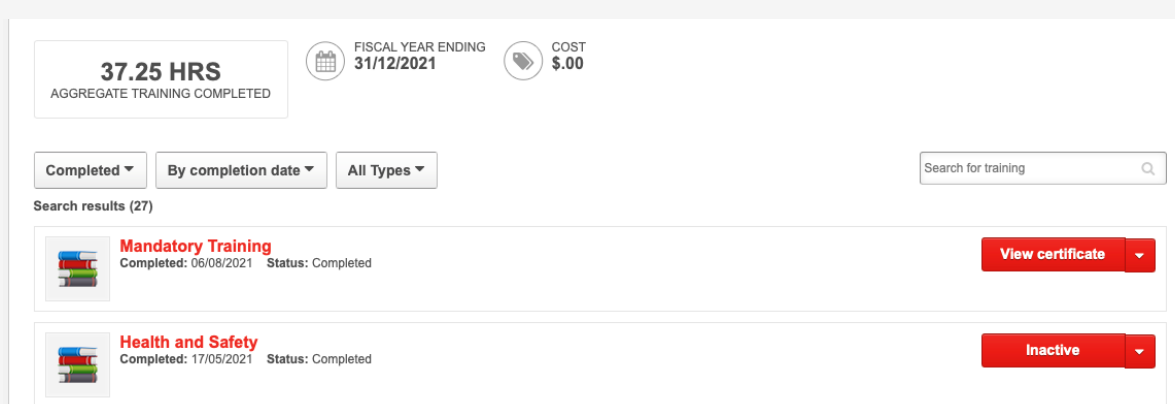 37.25 HRS
AGGREGATE TRAINING COMPLETED
FISCAL YEAR ENDING
31/12/2021
COST
$.00
Completed
By completion date
All Types
Search for training
Search results (27)
Mandatory Training
Completed: 06/08/2021 Status: Completed
View certificate
Health and Safety
Completed: 17/05/2021 Status: Completed
Inactive